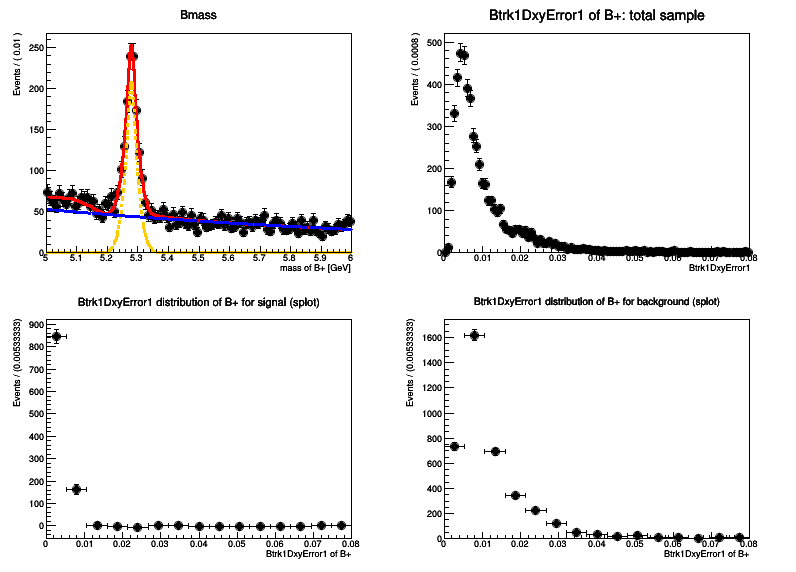 Bmass
Events / ( 0.01 )
250
200
150
100
50
0
5 5.1 5.2 5.3 5.4 5.5 5.6 5.7 5.8 5.9 6
mass of B+ [GeV]
Btrk1DxyError1 of B+: total sample
Events / ( 0.0008 )
500
400
300
200
100
0
0.01 0.02 0.03 0.04 0.05 0.06 0.07 0.08
Btrk1DxyError1
Btrk1DxyError1 distribution of B+ for signal (splot)
Events / (0.00533333)
900
800
700
600
500
400
300
200
100
0
0 0.01 0.02 0.03 0.04 0.05 0.06 0.07 0.08
Btrk1DxyError1 of B+
Btrk1DxyError1 distribution of B+ for background (splot)
Events / (0.00533333)
1600
1400
1200
1000
800
600
400
200
0
0 0.01 0.02 0.03 0.04 0.05 0.06 0.07 0.08
Btrk1DxyError1 of B+